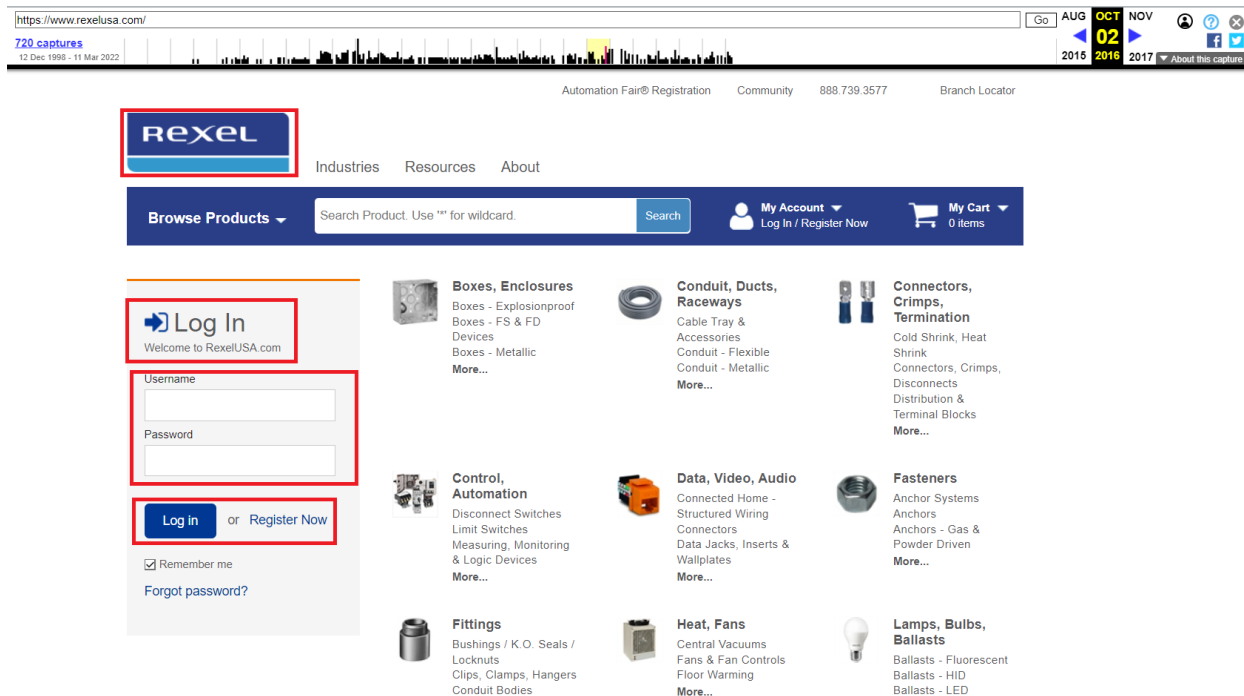 https://www.rexelusa.com/
Go
AUG OCT NOV
720 captures
02
12 Dec 1998 - 11 Mar 2022
2015 2016 2017
About this capture
Automation Fair® Registration Community 888.739.3577 Branch Locator
Rexel
Industries Resources About
Browse Products
Search Product. Use '*' for wildcard.
Search
My Account
Log In / Register Now
My Cart
0 items
Log In
Welcome to RexelUSA.com
Username
Password
Log in or Register Now
Remember me
Forgot password?
Boxes, Enclosures
Boxes - Explosionproof
Boxes - FS & FD
Devices
Boxes - Metallic
More...
Conduit, Ducts,
Raceways
Cable Tray &
Accessories
Conduit - Flexible
Conduit - Metallic
More...
Connectors,
Crimps,
Termination
Cold Shrink, Heat
Shrink
Connectors, Crimps,
Disconnects
Distribution &
Terminal Blocks
More...
Control,
Automation
Disconnect Switches
Limit Switches
Measuring, Monitoring
& Logic Devices
More...
Data, Video, Audio
Connected Home -
Structured Wiring
Connectors
Data Jacks, Inserts &
Wallplates
More...
Fasteners
Anchor Systems
Anchors
Anchors - Gas &
Powder Driven
More...
Fittings
Bushings / K.O. Seals /
Locknuts
Clips, Clamps, Hangers
Conduit Bodies
Heat, Fans
Central Vacuums
Fans & Fan Controls
Floor Warming
More...
Lamps, Bulbs,
Ballasts
Ballasts - Fluorescent
Ballasts - HID
Ballasts - LED